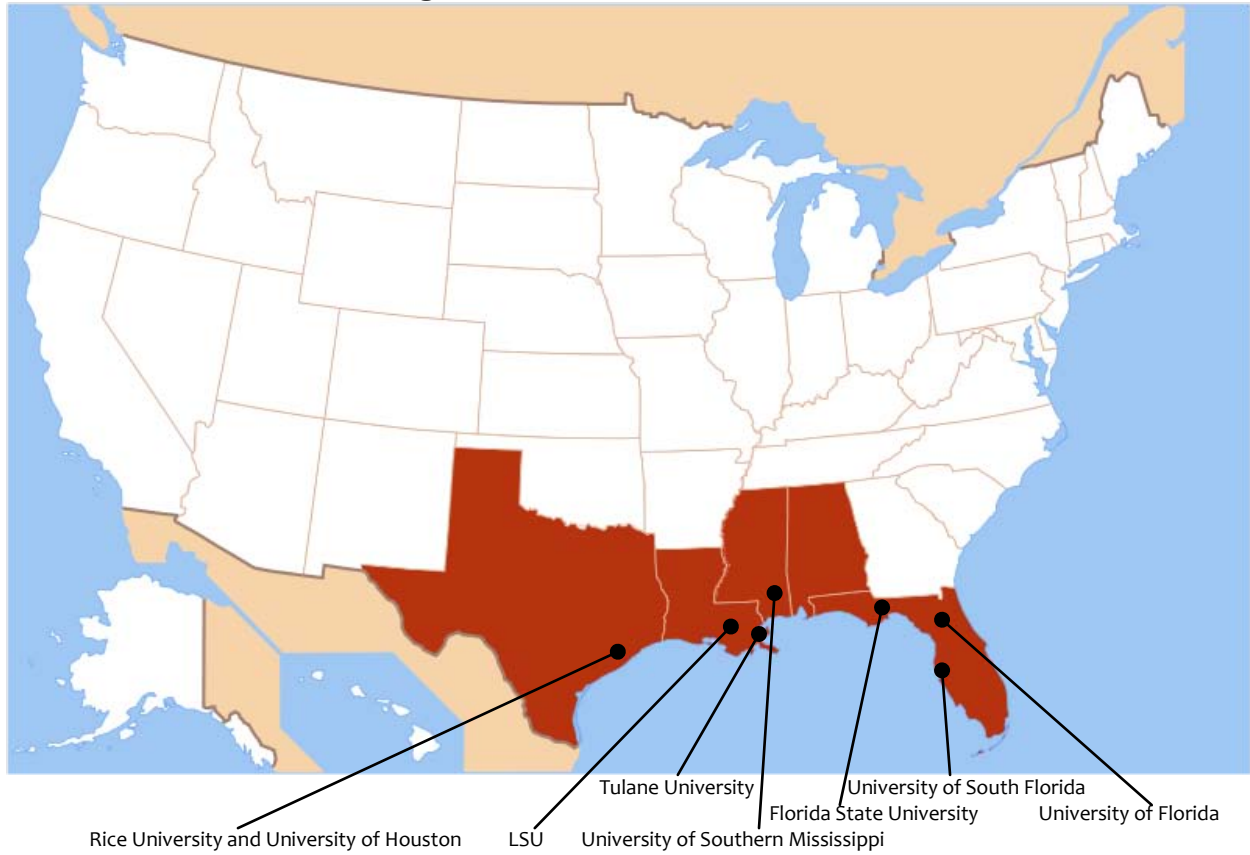 Tulane University
University of South Florida
Florida State University
University of Florida
Rice University and University of Houston
LSU
University of Southern Mississippi